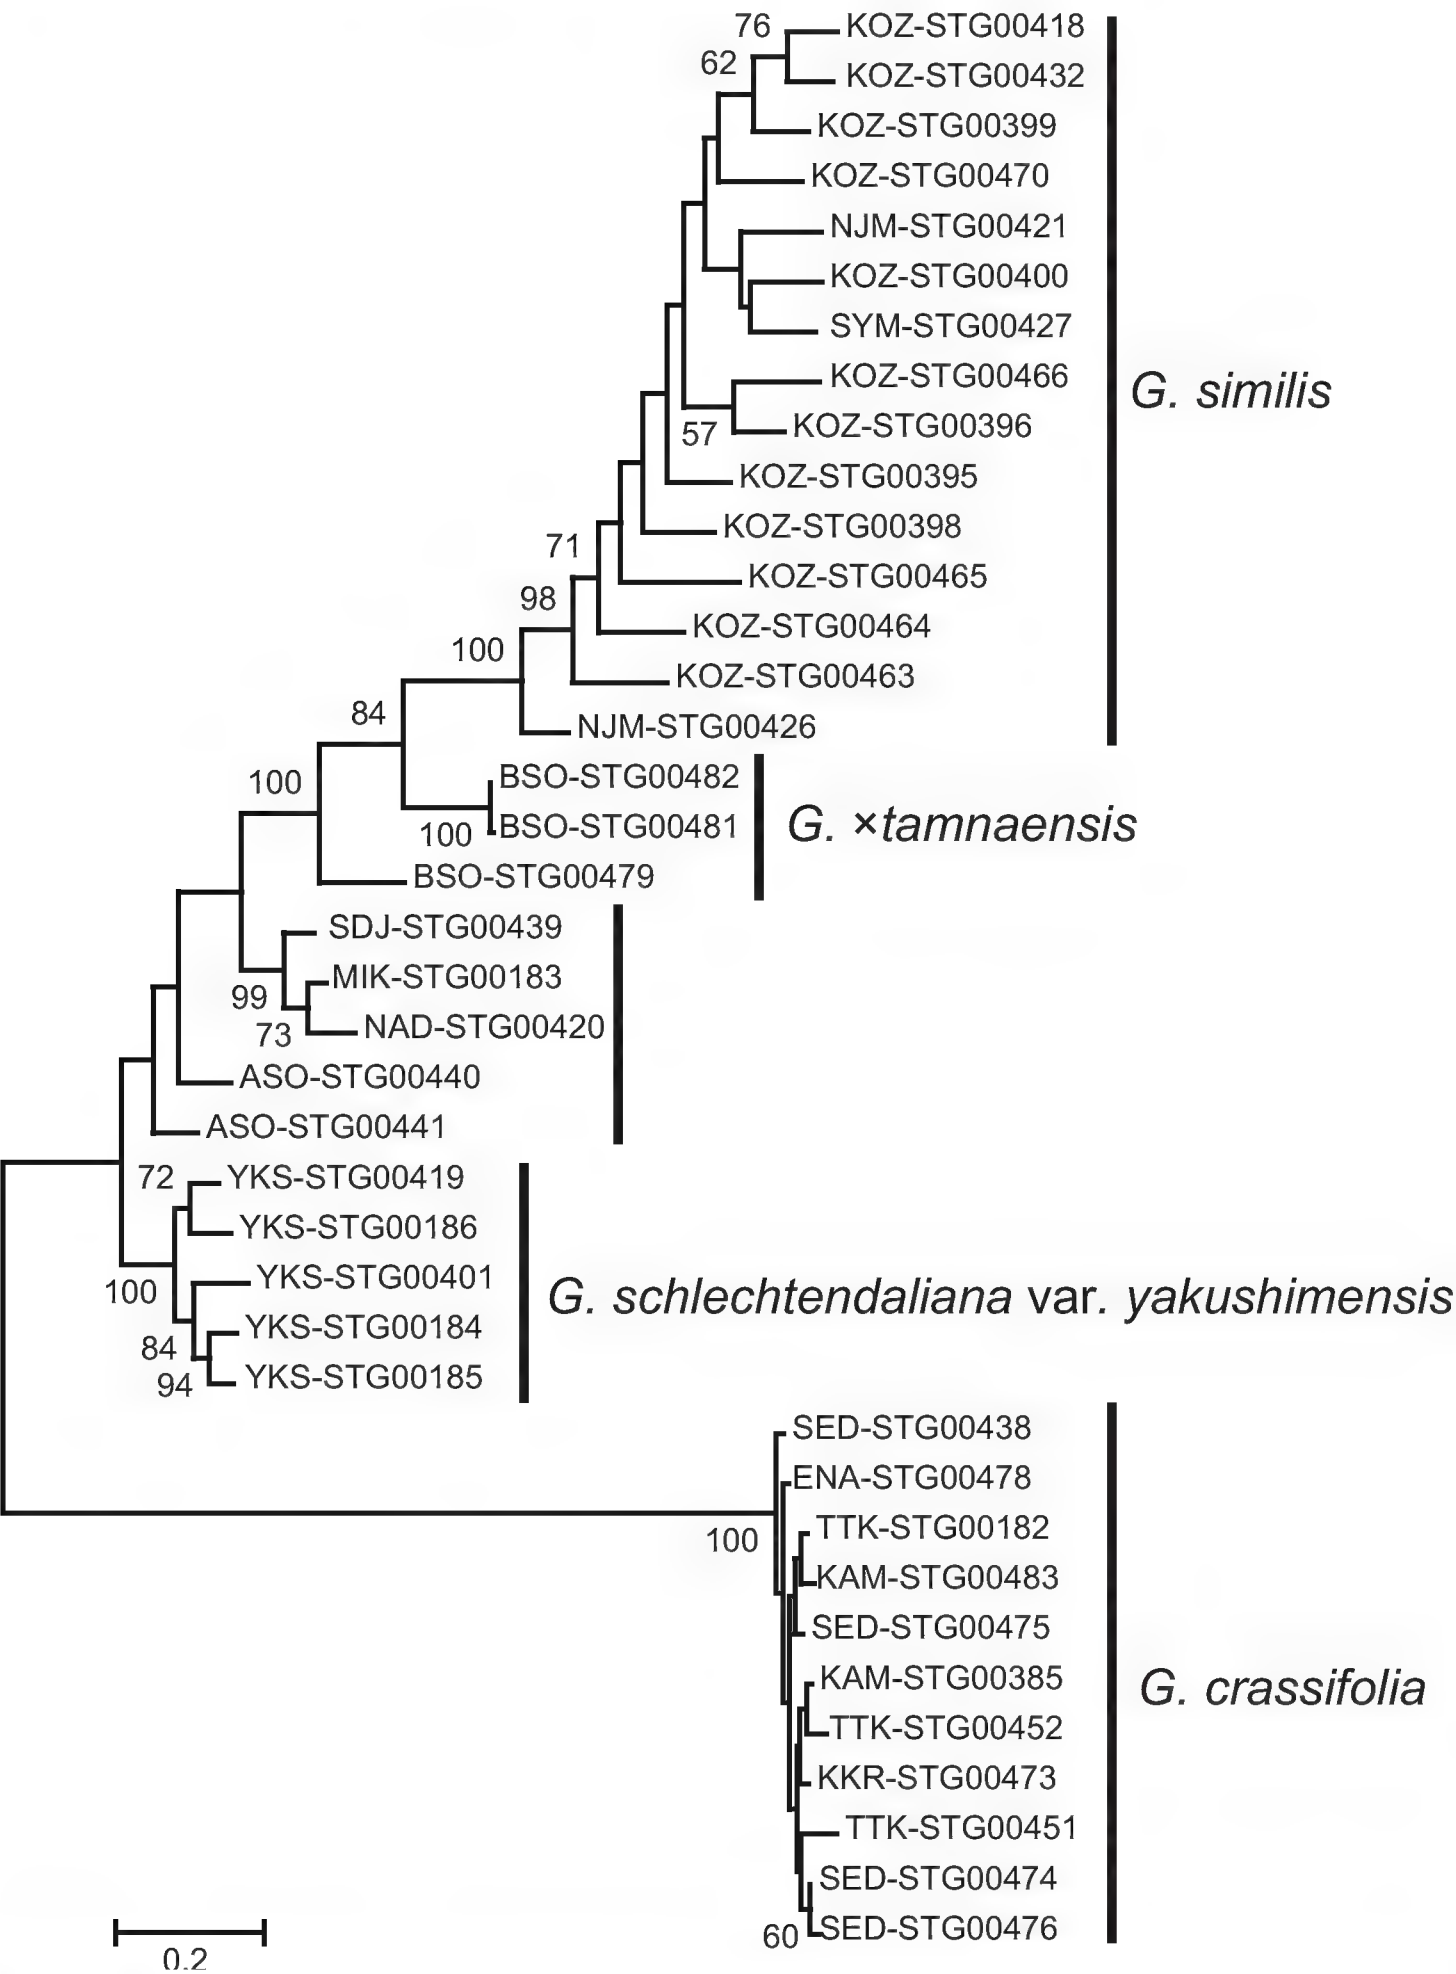 76
KOZ-STG00418
62
KOZ-STG00432
KOZ-STG00399
KOZ-STG00470
NJM-STG00421
KOZ-STG00400
SYM-STG00427
KOZ-STG00466
G. similis
57
KOZ-STG00396
KOZ-STG00395
KOZ-STG00398
71
KOZ-STG00465
98
KOZ-STG00464
100
KOZ-STG00463
84
NJM-STG00426
100
BSO-STG00482
100
BSO-STG00481
G. ×tamnaensis
BSO-STG00479
SDJ-STG00439
MIK-STG00183
99
NAD-STG00420
73
ASO-STG00440
ASO-STG00441
72
YKS-STG00419
YKS-STG00186
YKS-STG00401
100
G. schlechtendaliana var. yakushimensis
YKS-STG00184
84
YKS-STG00185
94
SED-STG00438
ENA-STG00478
TTK-STG00182
100
KAM-STG00483
SED-STG00475
KAM-STG00385
G. crassifolia
TTK-STG00452
KKR-STG00473
TTK-STG00451
SED-STG00474
SED-STG00476
60
0.2